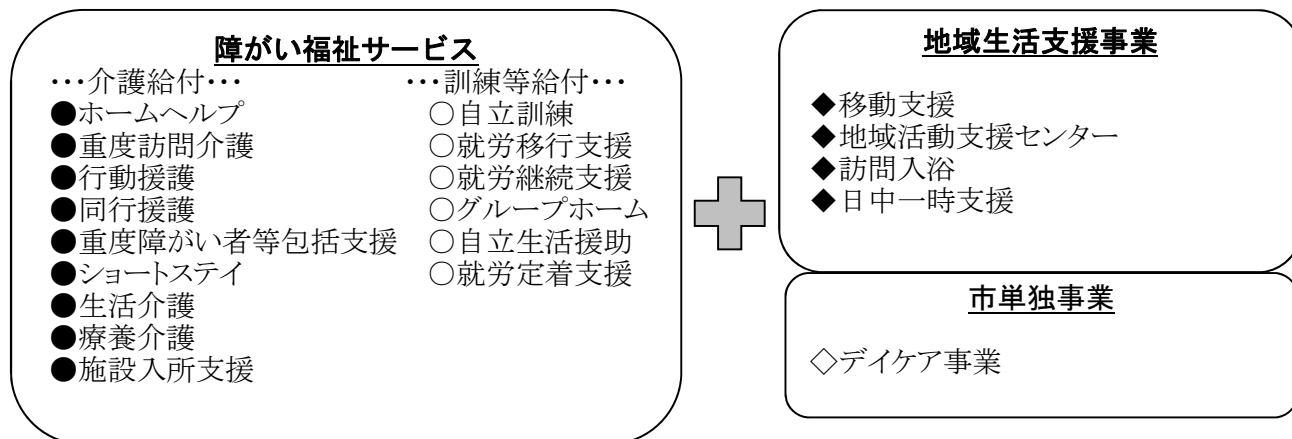 障がい福祉サービス
･･･介護給付･･･
●ホームヘルプ
●重度訪問介護
●行動援護
●同行援護
●重度障がい者等包括支援
●ショートステイ
●生活介護
●療養介護
●施設入所支援
･･･訓練等給付･･･
○自立訓練
○就労移行支援
○就労継続支援
○グループホーム
○自立生活援助
○就労定着支援
地域生活支援事業
◆移動支援
◆地域活動支援センター
◆訪問入浴
◆日中一時支援
市単独事業
◇デイケア事業